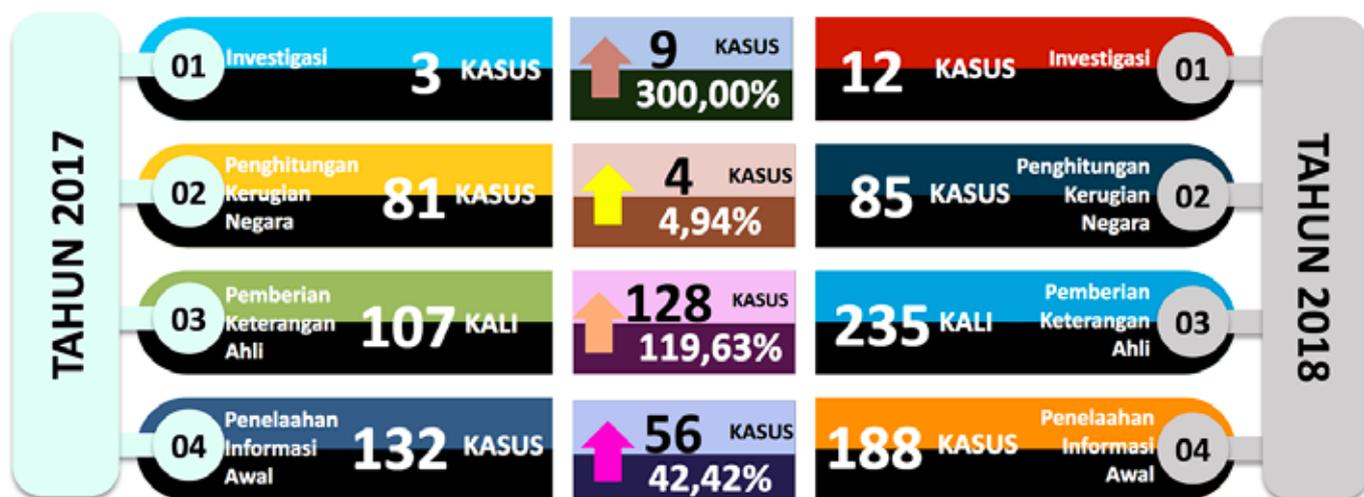 TAHUN 2017
01
Investigasi
3 KASUS
9 KASUS
300,00%
12 KASUS
Investigasi
01
02
Penghitungan
Kerugian
Negara
81 KASUS
4 KASUS
4,94%
85 KASUS
Penghitungan
Kerugian
Negara
02
03
Pemberian
Keterangan
Ahli
107 KALI
128 KASUS
119,63%
235 KALI
Pemberian
Keterangan
Ahli
03
04
Penelaahan
Informasi
Awal
132 KASUS
56 KASUS
42,42%
188 KASUS
Penelaahan
Informasi
Awal
04
TAHUN 2018